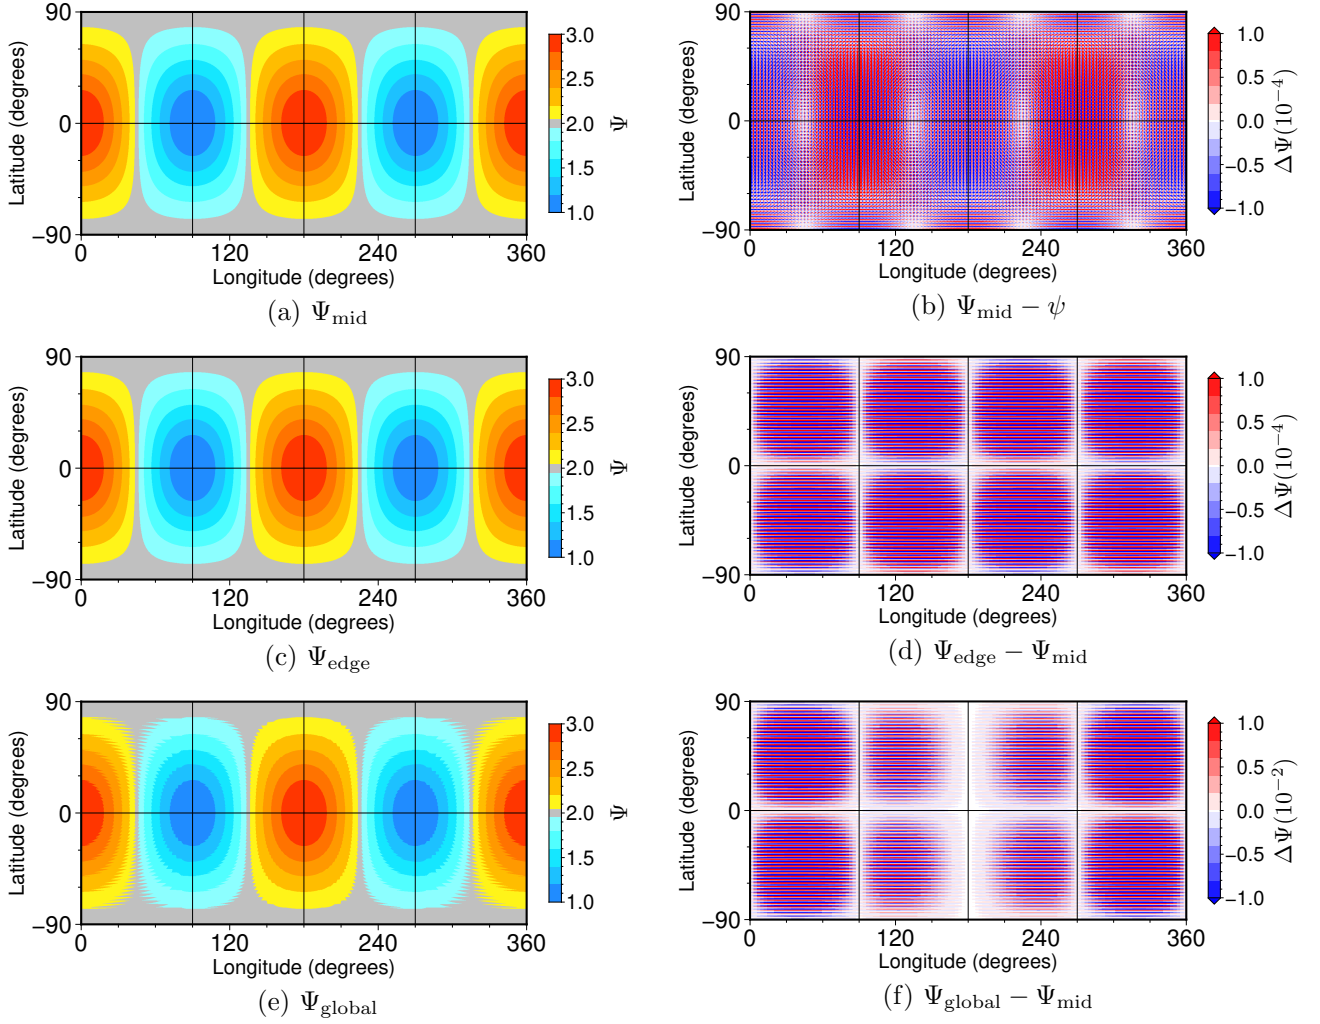 90
0
−90
Latitude (degrees)
0 120 240 360
Longitude (degrees)
3.0
2.5
2.0
1.5
1.0
Ψ
(a) Ψmid
90
0
−90
Latitude (degrees)
0 120 240 360
Longitude (degrees)
1.0
0.5
0.0
−0.5
−1.0
ΔΨ(10⁻⁴)
(b) Ψmid − ψ
90
0
−90
Latitude (degrees)
0 120 240 360
Longitude (degrees)
3.0
2.5
2.0
1.5
1.0
Ψ
(c) Ψedge
90
0
−90
Latitude (degrees)
0 120 240 360
Longitude (degrees)
1.0
0.5
0.0
−0.5
−1.0
ΔΨ(10⁻⁴)
(d) Ψedge − Ψmid
90
0
−90
Latitude (degrees)
0 120 240 360
Longitude (degrees)
3.0
2.5
2.0
1.5
1.0
Ψ
(e) Ψglobal
90
0
−90
Latitude (degrees)
0 120 240 360
Longitude (degrees)
1.0
0.5
0.0
−0.5
−1.0
ΔΨ(10⁻²)
(f) Ψglobal − Ψmid